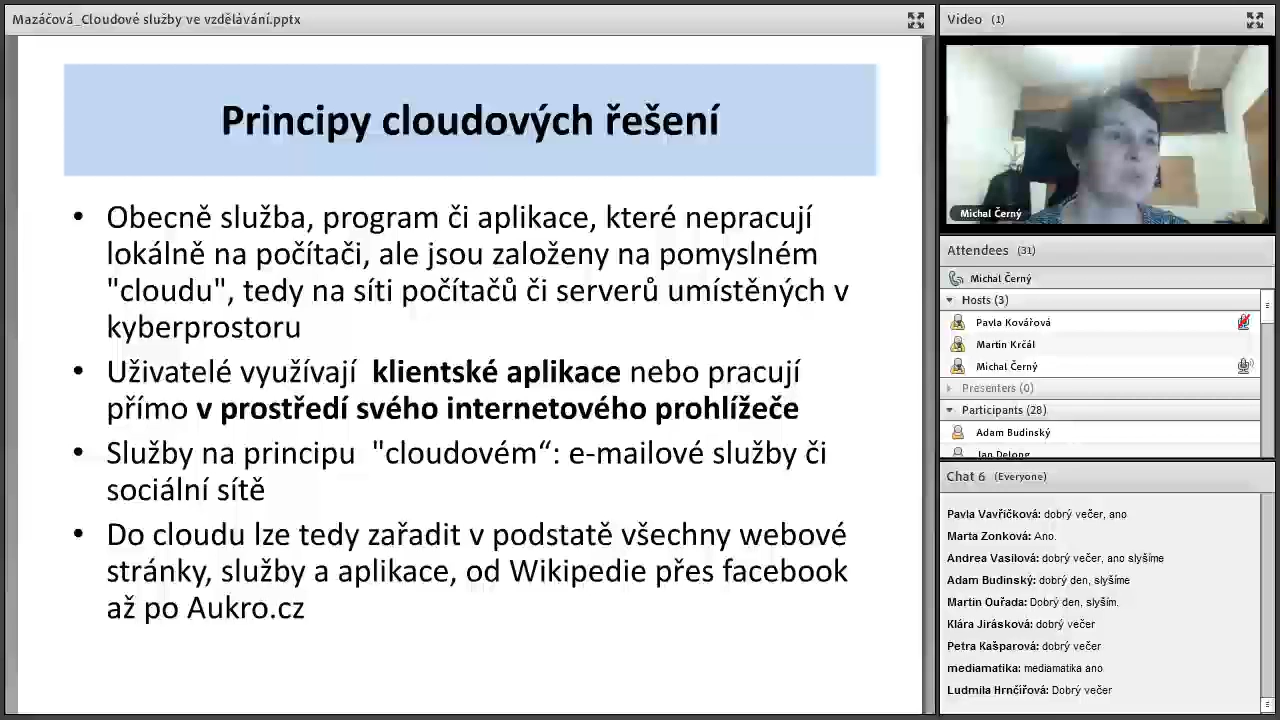 Mazáčová_Cloudové služby ve vzdělávání.pptx
Principy cloudových řešení
• Obecně služba, program či aplikace, které nepracují
lokálně na počítači, ale jsou založeny na pomyslném
"cloudu", tedy na síti počítačů či serverů umístěných v
kyberprostoru
• Uživatelé využívají klientské aplikace nebo pracují
přímo v prostředí svého internetového prohlížeče
• Služby na principu "cloudovém“: e-mailové služby či
sociální sítě
• Do cloudu lze tedy zařadit v podstatě všechny webové
stránky, služby a aplikace, od Wikipedie přes facebook
až po Aukro.cz
Video (1)
Michal Černý
Attendees (31)
Michal Černý
Hosts (3)
Pavla Kovářová
Martin Krčál
Michal Černý
Presenters (0)
Participants (28)
Adam Budinský
Jan Delong
Chat 6 (Everyone)
Pavla Vavříčková: dobrý večer, ano
Marta Zonková: Ano.
Andrea Vasilová: dobrý večer, ano slyšíme
Adam Budinský: dobrý den, slyšíme
Martin Ouřada: Dobrý den, slyším.
Klára Jirásková: dobrý večer
Petra Kašparová: dobrý večer
mediamatika: mediamatika ano
Ludmila Hrnčířová: Dobrý večer